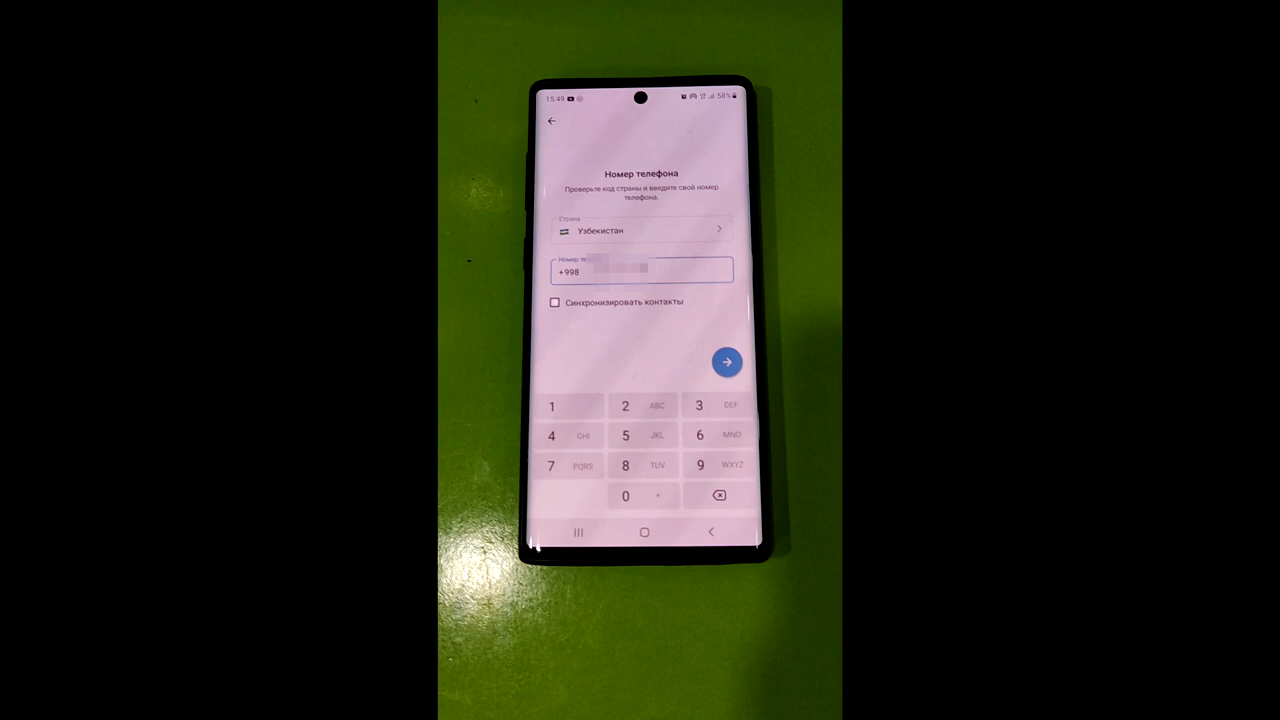 15:49 58%
Номер телефона
Проверьте код страны и введите свой номер
телефона.
Страна
Узбекистан
Номер
+998
Синхронизировать контакты
1 2 ABC 3 DEF
4 GHI 5 JKL 6 MNO
7 PQRS 8 TUV 9 WXYZ
0 +